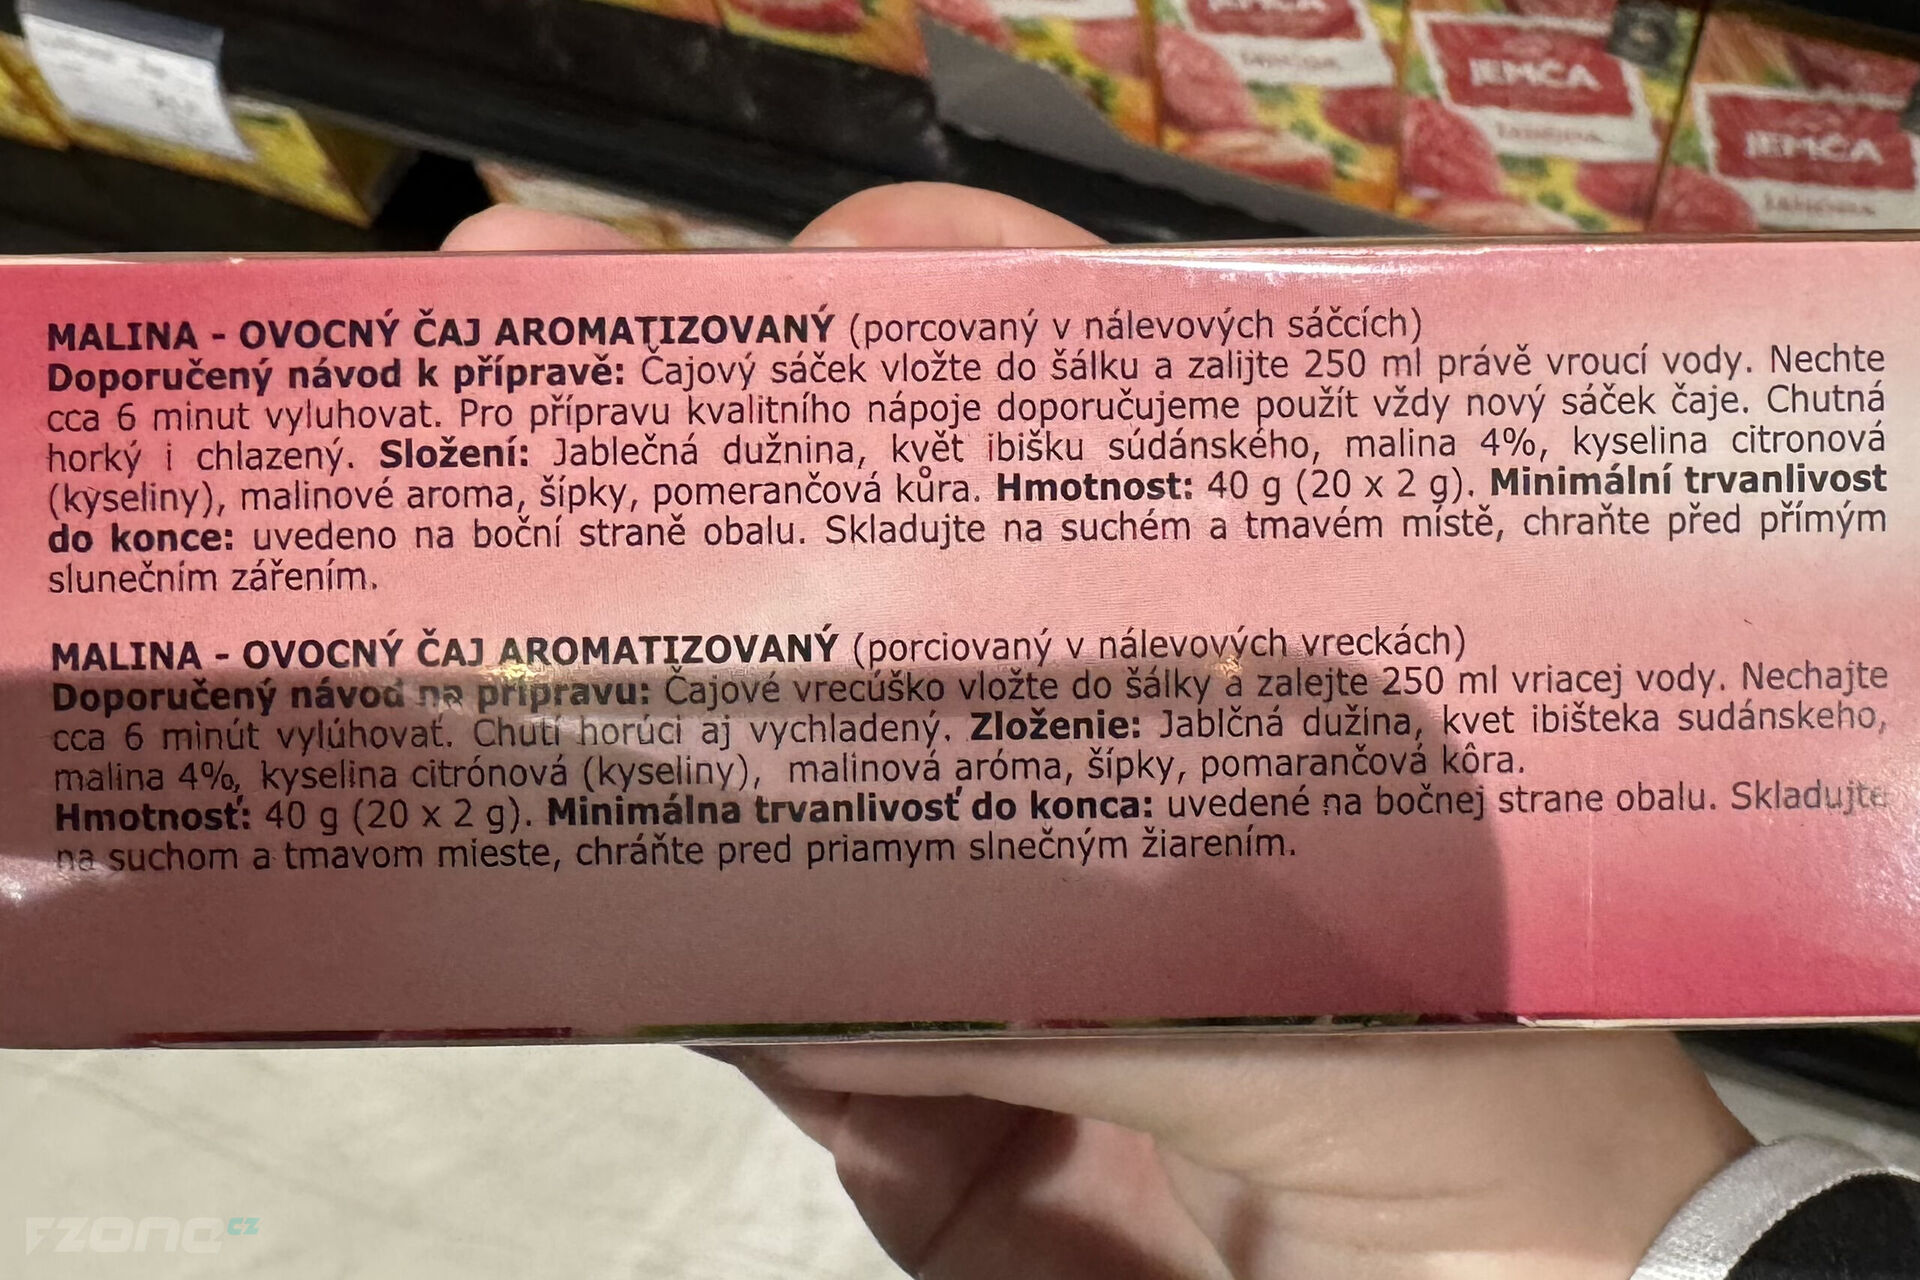 JEMČA
JEMČA
MALINA - OVOCNÝ ČAJ AROMATIZOVANÝ (porcovaný v nálevových sáčcích)
Doporučený návod k přípravě: Čajový sáček vložte do šálku a zalijte 250 ml právě vroucí vody. Nechte
cca 6 minut vyluhovat. Pro přípravu kvalitního nápoje doporučujeme použít vždy nový sáček čaje. Chutná
horký i chlazený. Složení: Jablečná dužnina, květ ibišku súdánského, malina 4%, kyselina citronová
(kyseliny), malinové aroma, šípky, pomerančová kůra. Hmotnost: 40 g (20 x 2 g). Minimální trvanlivost
do konce: uvedeno na boční straně obalu. Skladujte na suchém a tmavém místě, chraňte před přímým
slunečním zářením.
MALINA - OVOCNÝ ČAJ AROMATIZOVANÝ (porciovaný v nálevových vreckách)
Doporučený návod na prípravu: Čajové vrecúško vložte do šálky a zalejte 250 ml vriacej vody. Nechajte
cca 6 minút vylúhovať. Chutí horúci aj vychladený. Zloženie: Jablčná dužina, kvet ibišteka sudánskeho,
malina 4%, kyselina citrónová (kyseliny), malinová aróma, šípky, pomarančová kôra.
Hmotnosť: 40 g (20 x 2 g). Minimálna trvanlivosť do konca: uvedené na bočnej strane obalu. Skladujte
na suchom a tmavom mieste, chráňte pred priamym slnečným žiarením.
FZONE CZ